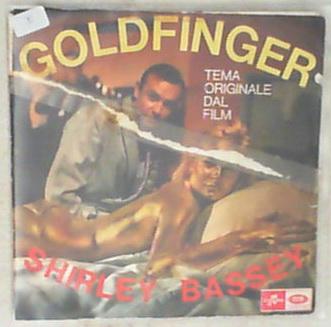 GOLDFINGER
TEMA
ORIGINALE
DAL
FILM
SHIRLEY BASSEY